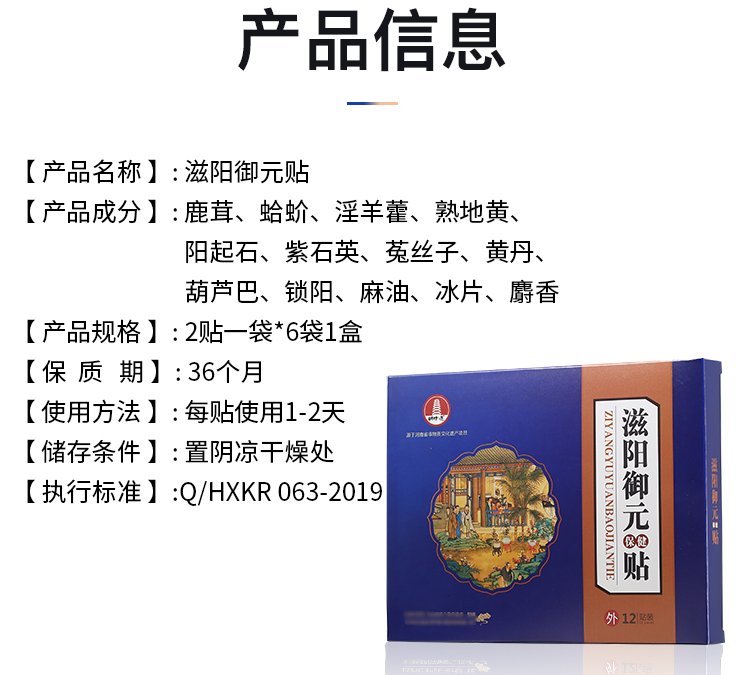 产品信息
【 产品名称 】: 滋阳御元贴
【 产品成分 】: 鹿茸、蛤蚧、淫羊藿、熟地黄、
阳起石、紫石英、菟丝子、黄丹、
葫芦巴、锁阳、麻油、冰片、麝香
【 产品规格 】: 2贴一袋*6袋1盒
【 保 质 期 】: 36个月
【 使用方法 】: 每贴使用1-2天
【 储存条件 】: 置阴凉干燥处
【 执行标准 】:Q/HXKR 063-2019
滋阳御元保健贴
ZIYANGYUYUANBAOJIANTIE
外 12贴装
滋阳御元保健贴